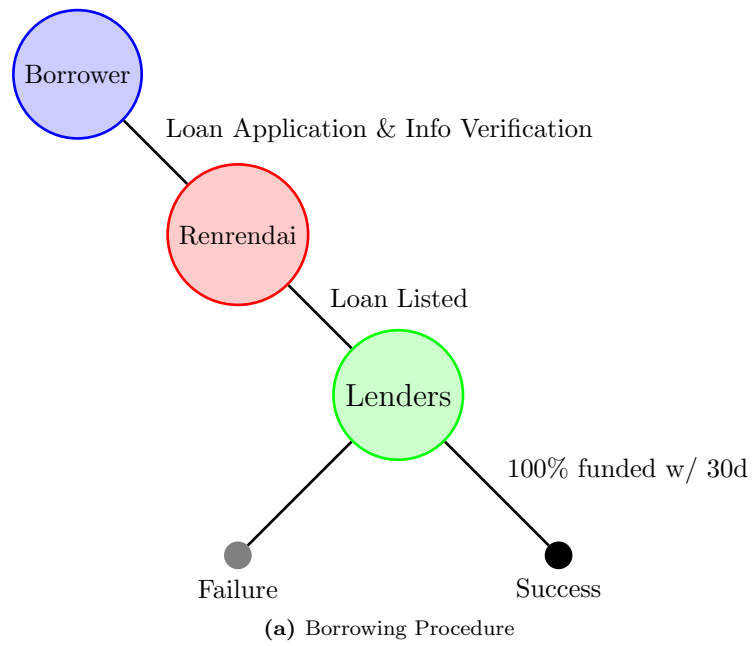 Borrower
Loan Application & Info Verification
Renrendai
Loan Listed
Lenders
100% funded w/ 30d
Failure
Success
(a) Borrowing Procedure